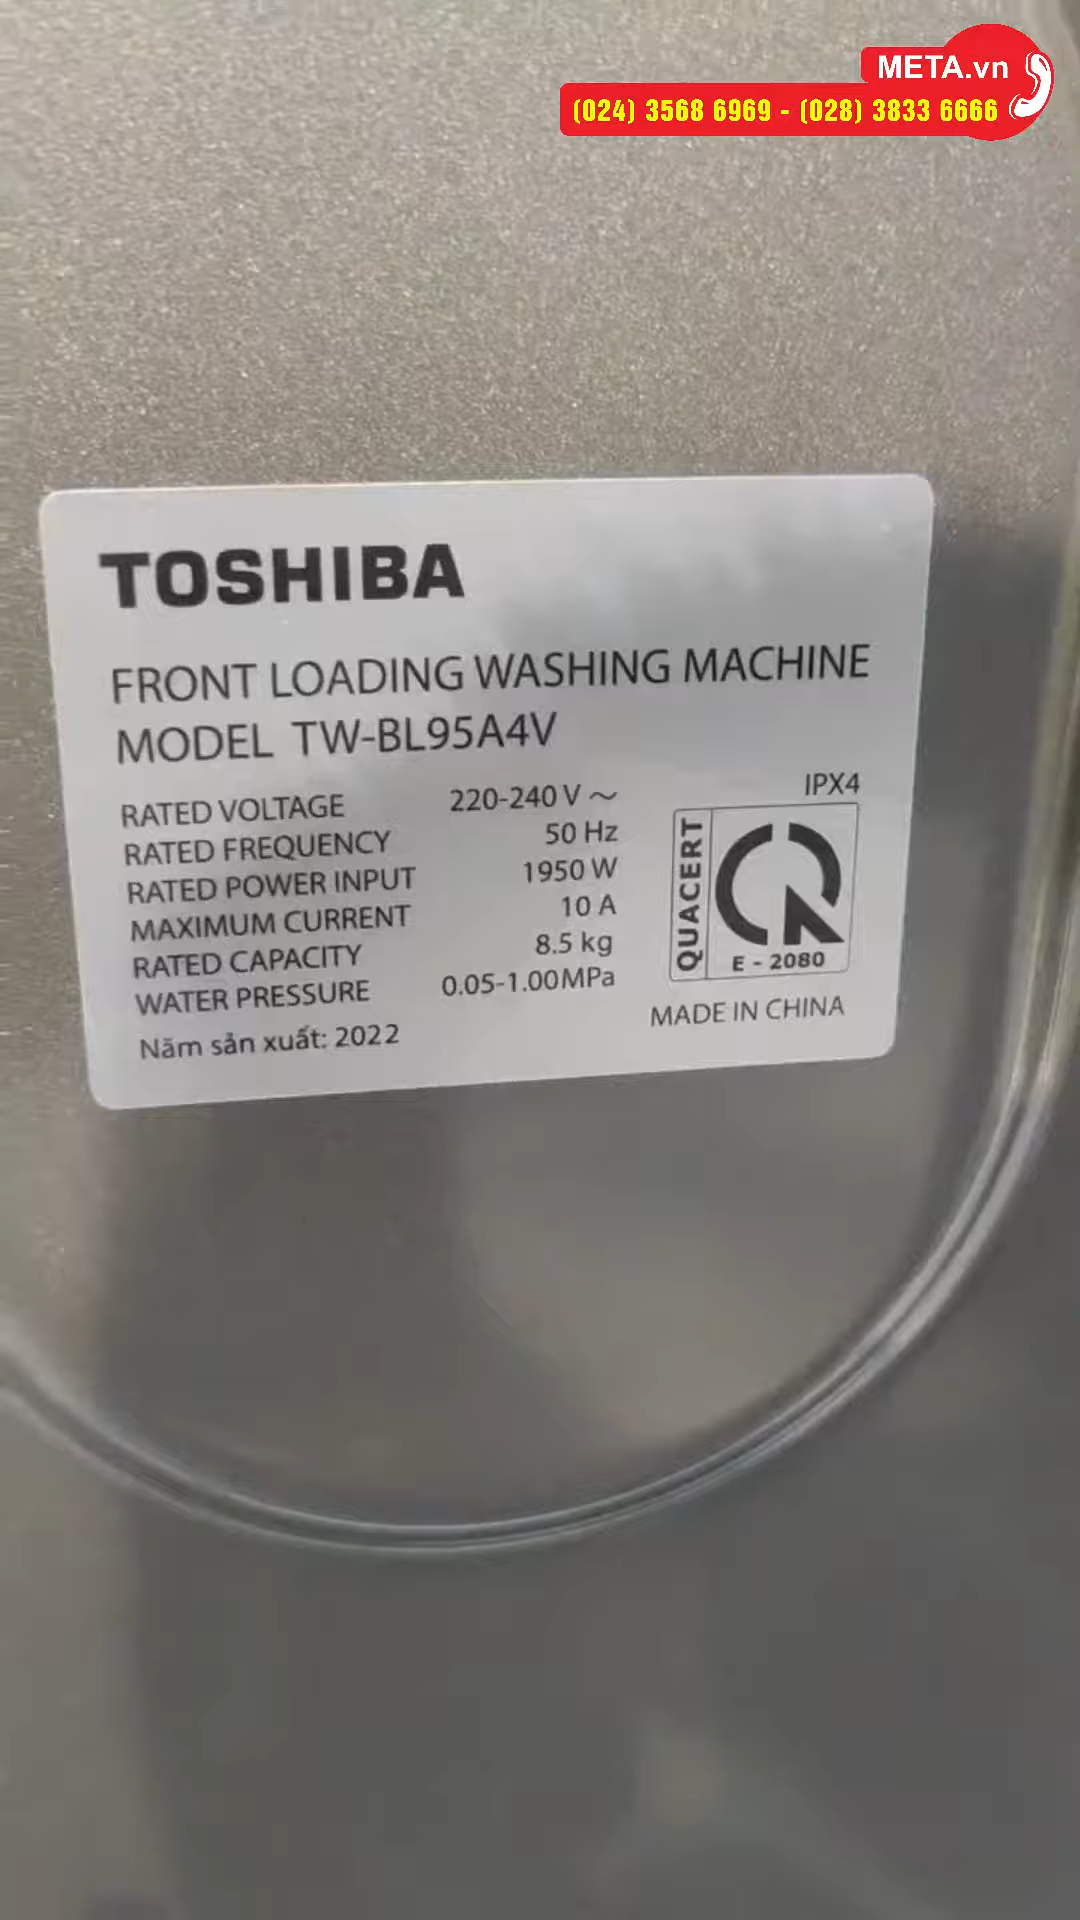 META.vn
(024) 3568 6969 - (028) 3833 6666
TOSHIBA
FRONT LOADING WASHING MACHINE
MODEL TW-BL95A4V
RATED VOLTAGE 220-240 V ~
RATED FREQUENCY 50 Hz
RATED POWER INPUT 1950 W
MAXIMUM CURRENT 10 A
RATED CAPACITY 8.5 kg
WATER PRESSURE 0.05-1.00MPa
Năm sản xuất: 2022
IPX4
QUACERT
E - 2080
MADE IN CHINA